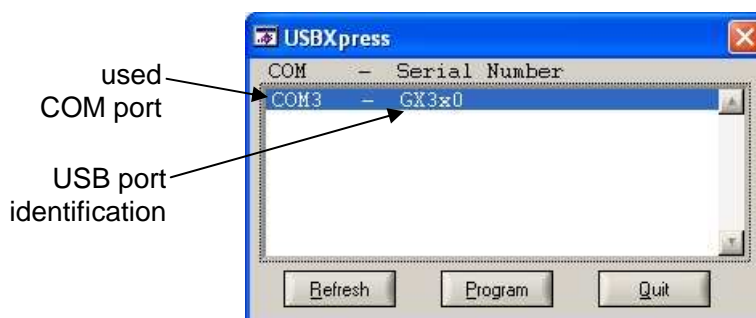 USBXpress
COM - Serial Number
COM3 - GX3x0
used
COM port
USB port
identification
Refresh Program Quit